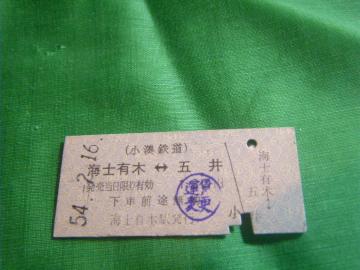 (小湊鉄道)
海士有木 ↔ 五井
発売当日限り有効
下車前途
海士有木駅発行
小
運賃変更
54.-2.16
海士有木
五